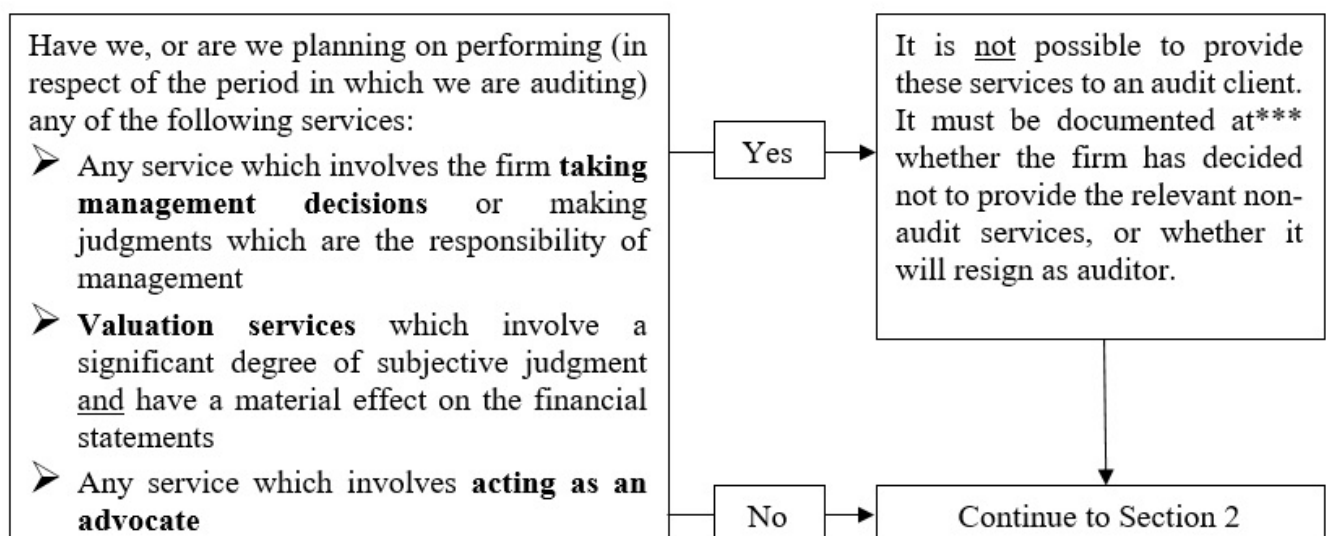 Have we, or are we planning on performing (in
respect of the period in which we are auditing)
any of the following services:
Any service which involves the firm taking
management decisions or making
judgments which are the responsibility of
management
Valuation services which involve a
significant degree of subjective judgment
and have a material effect on the financial
statements
Any service which involves acting as an
advocate
Yes
It is not possible to provide
these services to an audit client.
It must be documented at***
whether the firm has decided
not to provide the relevant non-
audit services, or whether it
will resign as auditor.
No
Continue to Section 2